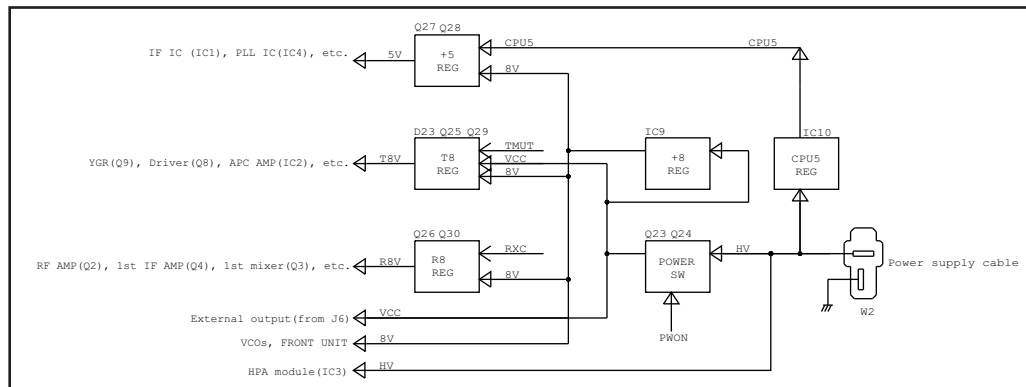 Q27 Q28
IF IC (IC1), PLL IC(IC4), etc.
5V
+5
REG
CPU5
CPU5
8V
D23 Q25 Q29
YGR(Q9), Driver(Q8), APC AMP(IC2), etc.
T8V
T8
REG
TMUT
VCC
8V
IC9
+8
REG
IC10
CPU5
REG
Q26 Q30
RF AMP(Q2), 1st IF AMP(Q4), 1st mixer(Q3), etc.
R8V
R8
REG
RXC
8V
Q23 Q24
POWER
SW
HV
PWON
Power supply cable
W2
External output(from J6)
VCC
VCOs, FRONT UNIT
8V
HPA module(IC3)
HV